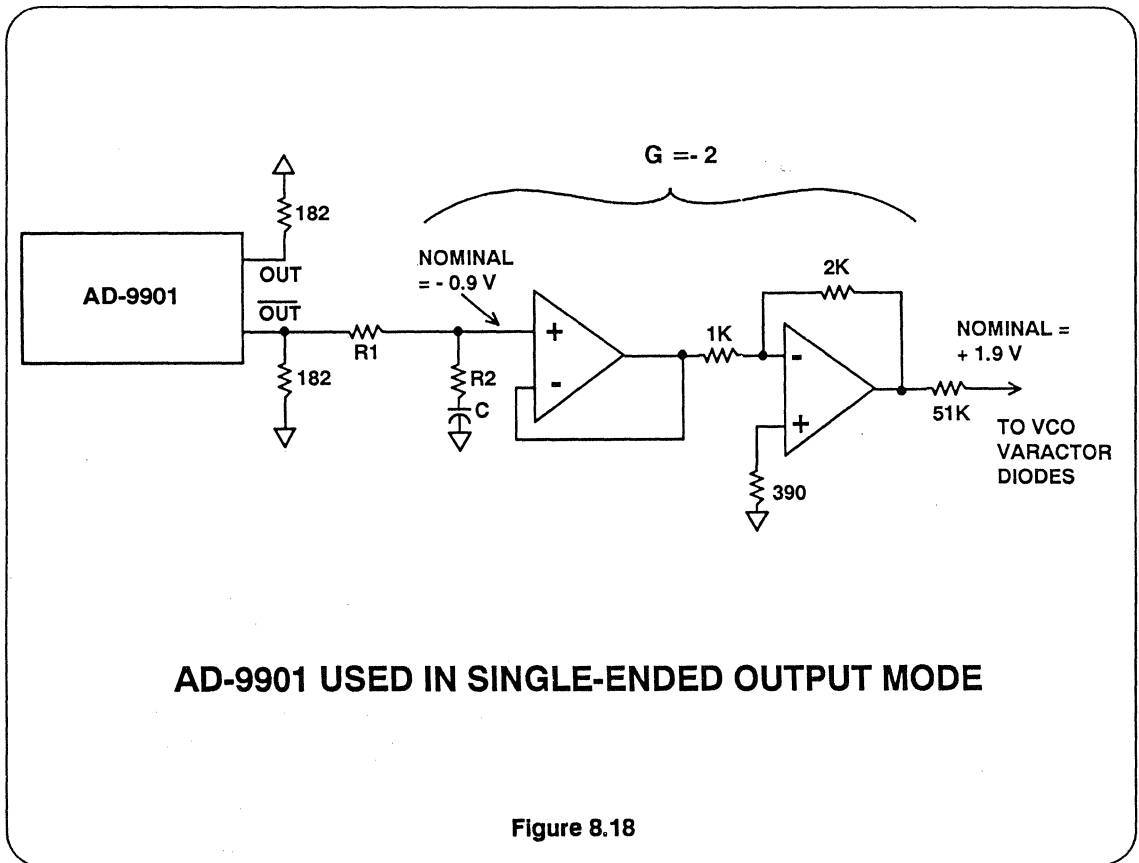 G =- 2
182
NOMINAL
= - 0.9 V
2K
OUT
AD-9901
OUT
+
1K
-
NOMINAL =
+ 1.9 V
R1
182
R2
-
C
+
51K
TO VCO
VARACTOR
DIODES
390
AD-9901 USED IN SINGLE-ENDED OUTPUT MODE
Figure 8.18